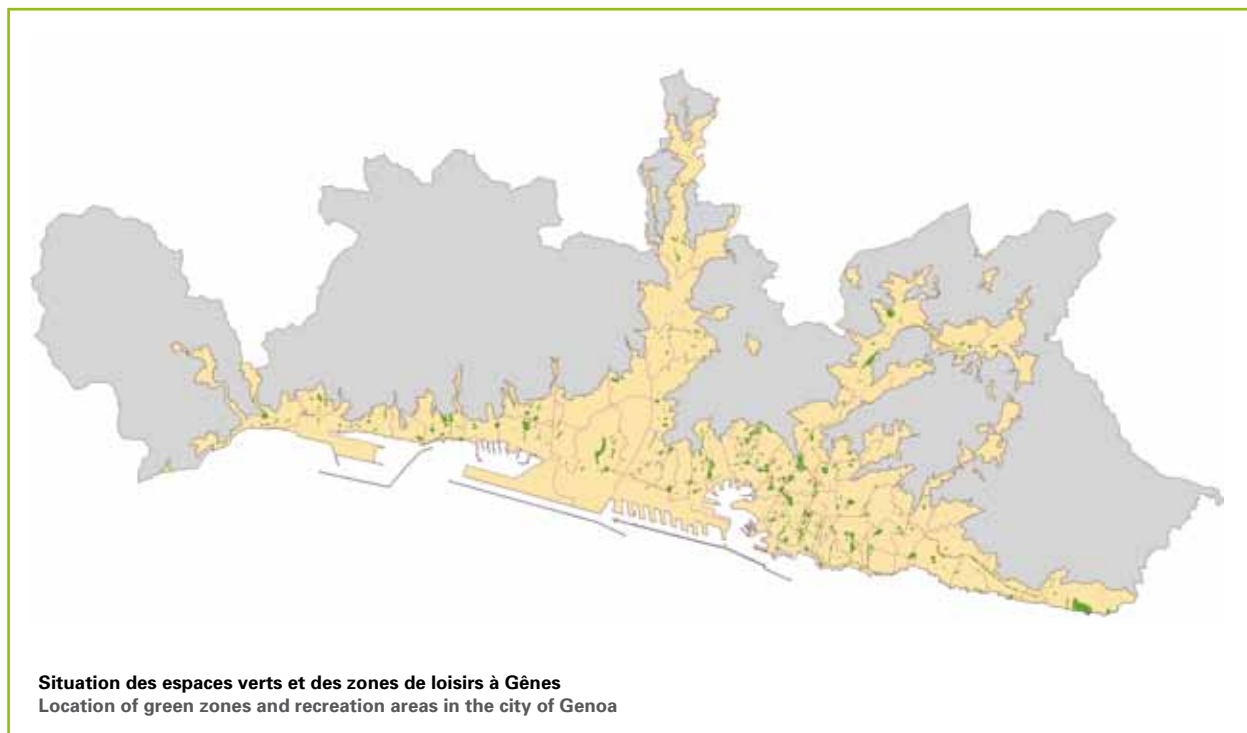 Situation des espaces verts et des zones de loisirs à Gênes
Location of green zones and recreation areas in the city of Genoa